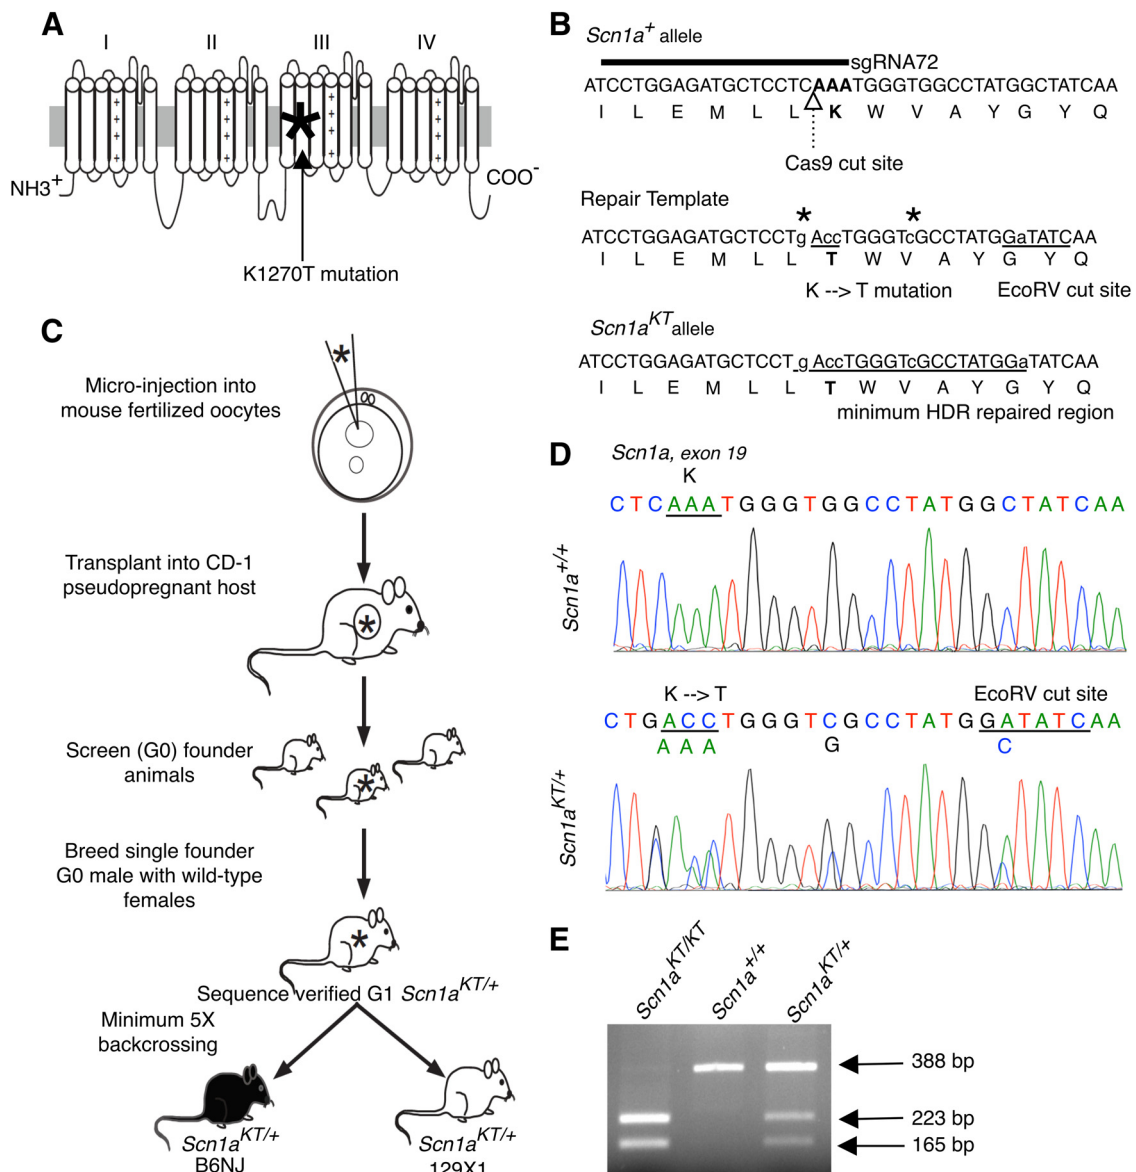 A
I II III IV
+ + + +
+ + + +
+ + + +
+ + + +
NH3+
COO-
K1270T mutation
B
Scn1a+ allele
sgRNA72
ATCCTGGAGATGCTCCTCAAATGGGTGGCCTATGGCTATCAA
I L E M L L K W V A Y G Y Q
Cas9 cut site
Repair Template
* *
ATCCTGGAGATGCTCCTgAccTGGGTcGCCTATGGaTATCAA
I L E M L L T W V A Y G Y Q
K --> T mutation EcoRV cut site
Scn1aKT allele
ATCCTGGAGATGCTCCTgAccTGGGTcGCCTATGGaTATCAA
I L E M L L T W V A Y G Y Q
minimum HDR repaired region
C
*
Micro-injection into
mouse fertilized oocytes
Transplant into CD-1
pseudopregnant host
*
Screen (G0) founder
animals
*
Breed single founder
G0 male with wild-type
females
*
Sequence verified G1 Scn1aKT/+
Minimum 5X
backcrossing
Scn1aKT/+
B6NJ
Scn1aKT/+
129X1
D
Scn1a, exon 19
K
CTCAAATGGGTGGCCTATGGCTATCAA
Scn1a+/+
K --> T EcoRV cut site
CTGACCTGGGTCGCCTATGGATATCAA
AAA G C
Scn1aKT/+
E
Scn1aKT/KT
Scn1a+/+
Scn1aKT/+
388 bp
223 bp
165 bp